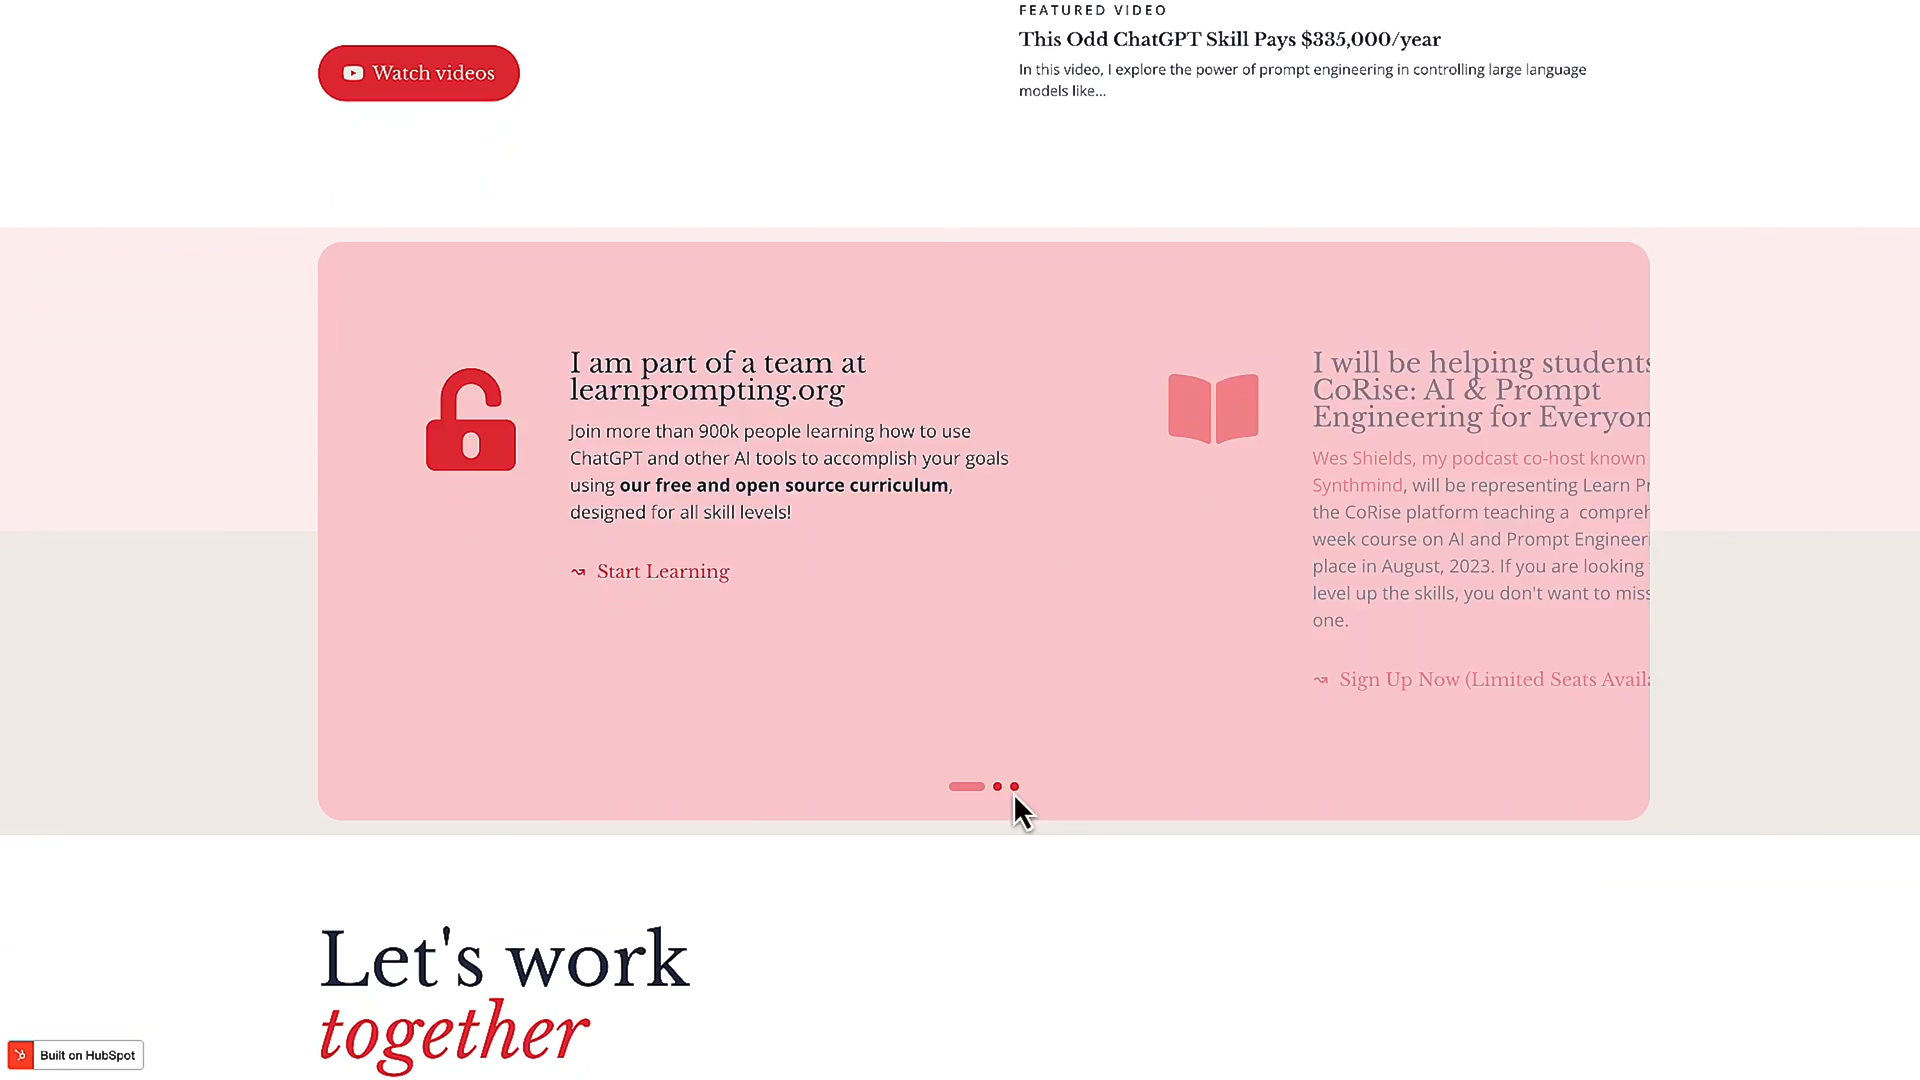 FEATURED VIDEO
This Odd ChatGPT Skill Pays $335,000/year
In this video, I explore the power of prompt engineering in controlling large language
models like...
Watch videos
I am part of a team at
learnprompting.org
Join more than 900k people learning how to use
ChatGPT and other AI tools to accomplish your goals
using our free and open source curriculum,
designed for all skill levels!
↝ Start Learning
I will be helping students
CoRise: AI & Prompt
Engineering for Everyon
Wes Shields, my podcast co-host known
Synthmind, will be representing Learn Pr
the CoRise platform teaching a compreh
week course on AI and Prompt Engineeri
place in August, 2023. If you are looking
level up the skills, you don't want to miss
one.
↝ Sign Up Now (Limited Seats Availa
Let's work
together
Built on HubSpot